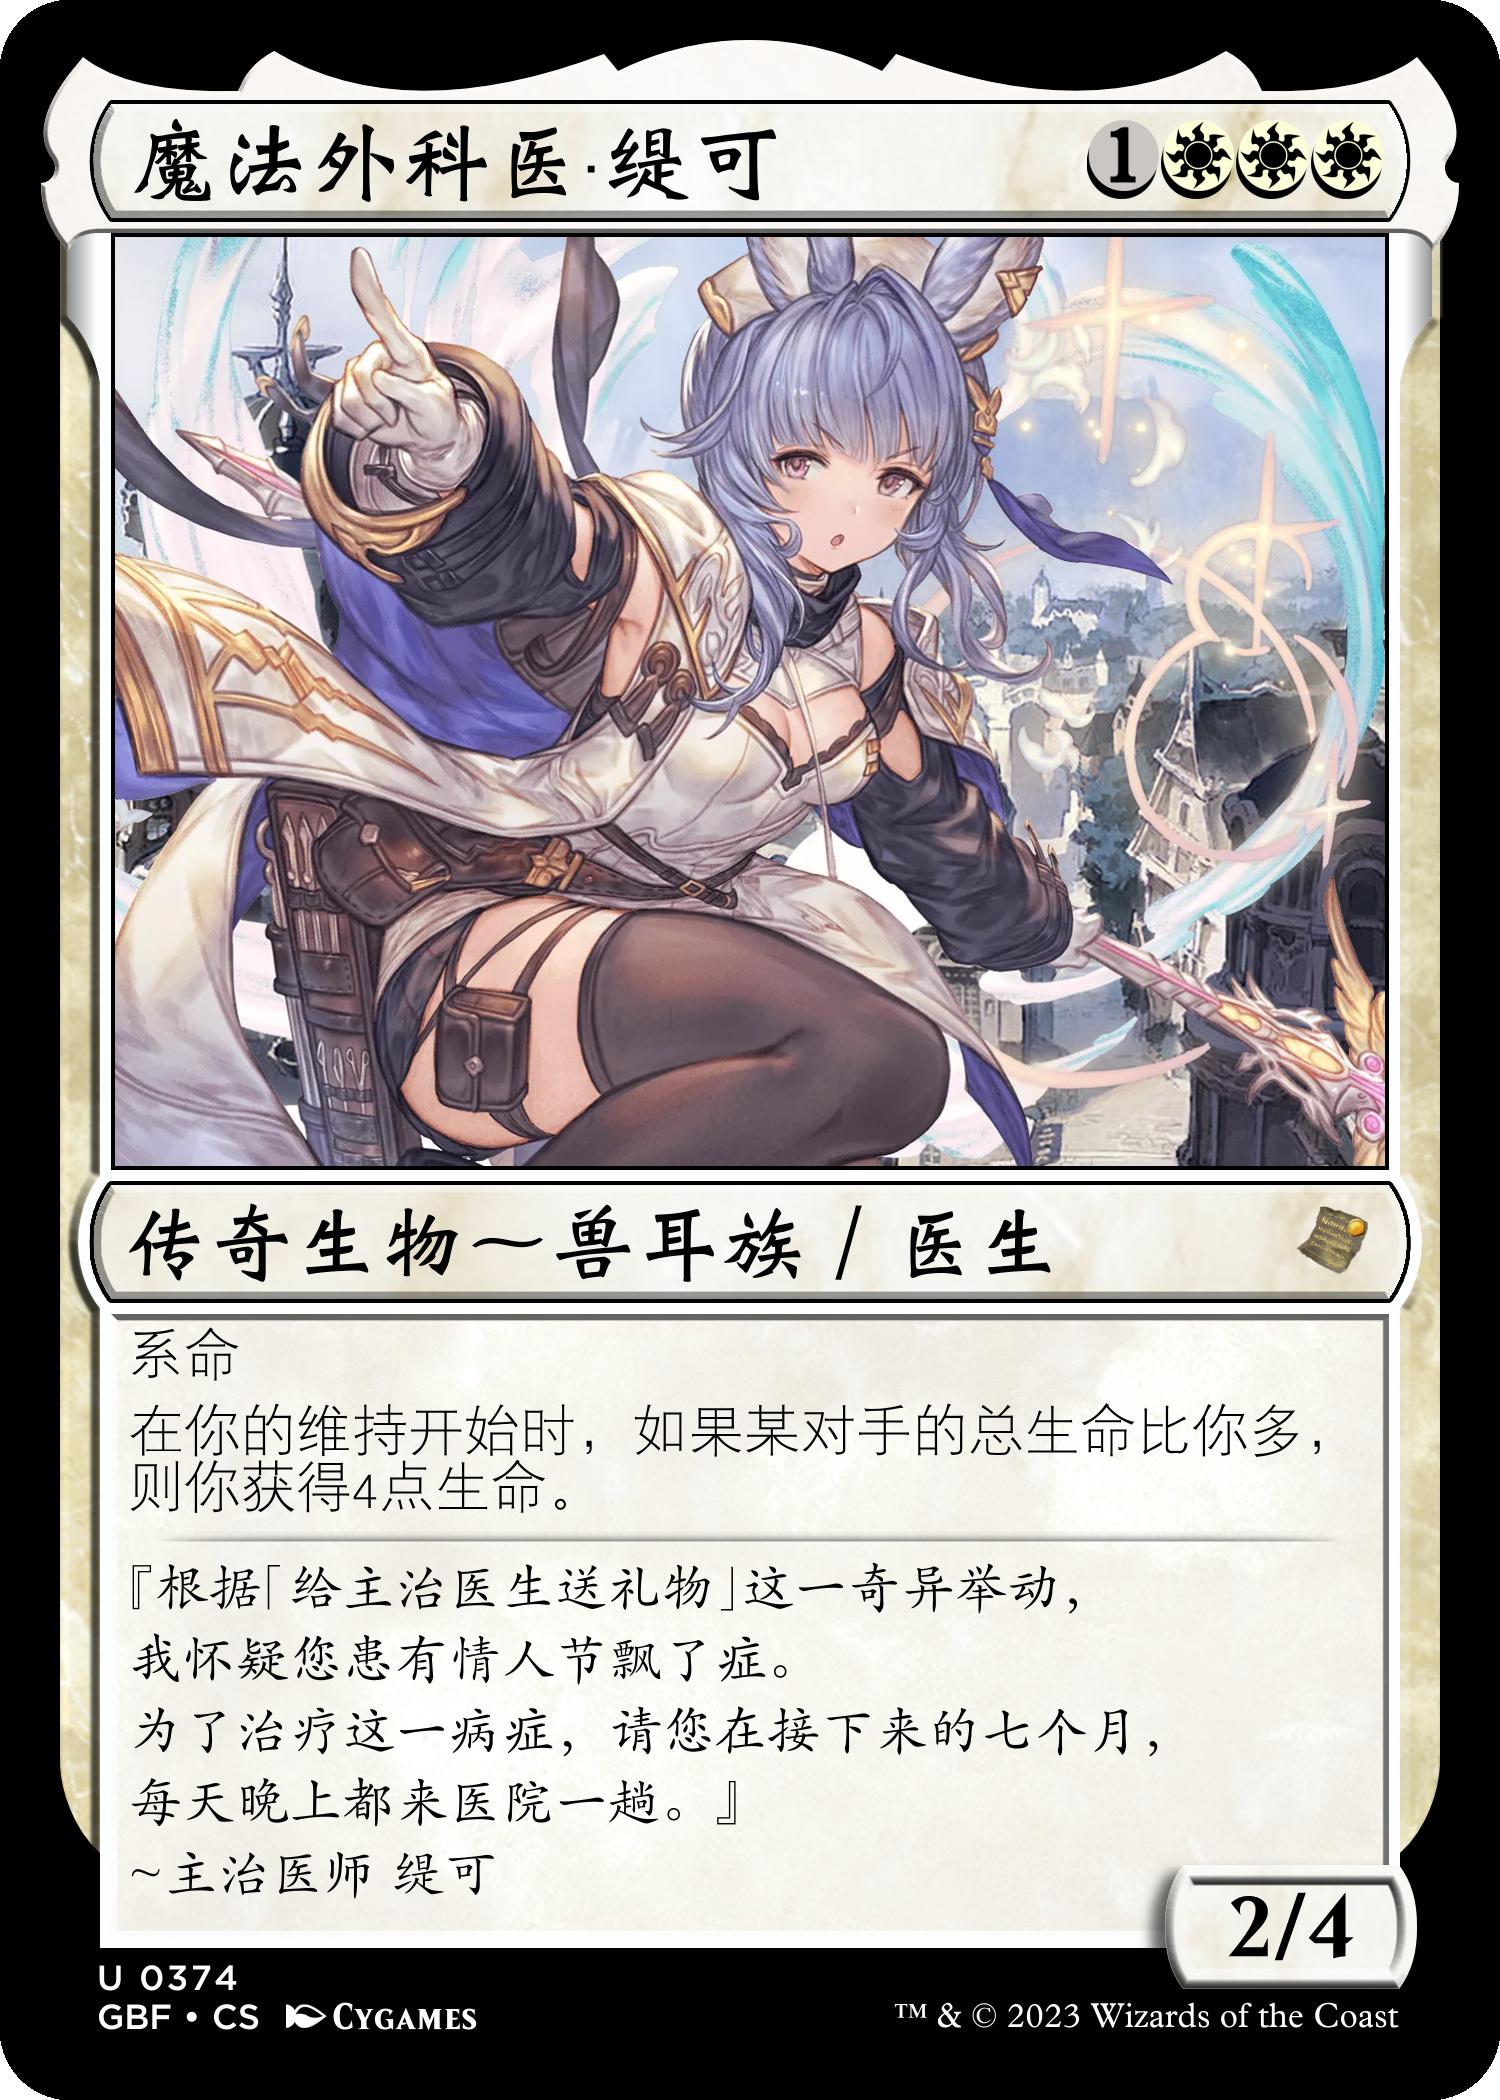 魔法外科医·缇可
1
传奇生物～兽耳族 / 医生
系命
在你的维持开始时，如果某对手的总生命比你多，
则你获得4点生命。
『根据「给主治医生送礼物」这一奇异举动，
我怀疑您患有情人节飘了症。
为了治疗这一病症，请您在接下来的七个月，
每天晚上都来医院一趟。』
~主治医师 缇可
2/4
U 0374
GBF • CS CYGAMES
™ & © 2023 Wizards of the Coast